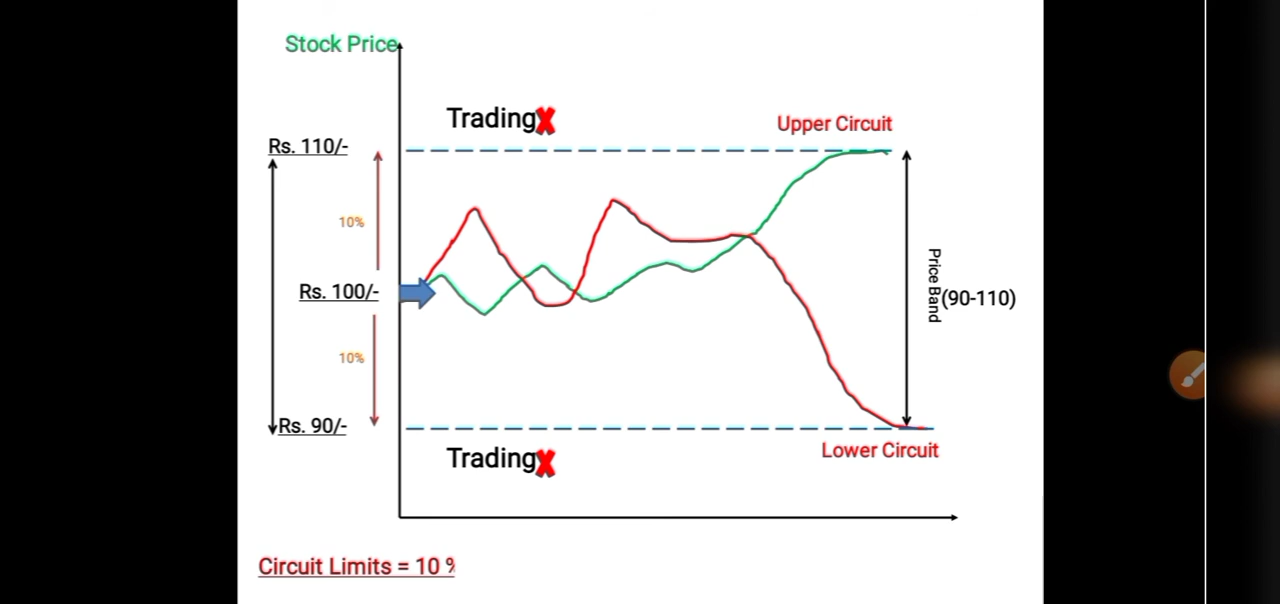 Stock Price
Trading
Upper Circuit
Rs. 110/-
10%
Rs. 100/-
Price Band
(90-110)
10%
Rs. 90/-
Trading
Lower Circuit
Circuit Limits = 10 %